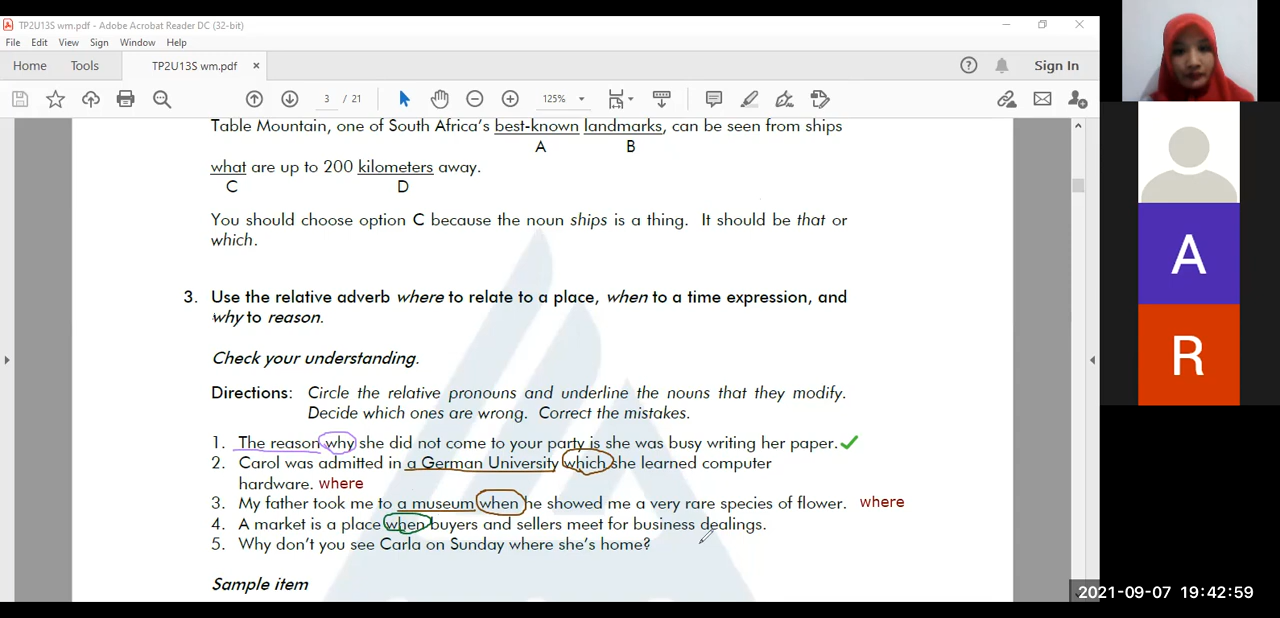 TP2U13S wm.pdf - Adobe Acrobat Reader DC (32-bit)
File Edit View Sign Window Help
Home Tools TP2U13S wm.pdf × Sign In
3 / 21 125%
Table Mountain, one of South Africa's best-known landmarks, can be seen from ships
A B
what are up to 200 kilometers away.
C D
You should choose option C because the noun ships is a thing. It should be that or
which.
3. Use the relative adverb where to relate to a place, when to a time expression, and
why to reason.
Check your understanding.
Directions: Circle the relative pronouns and underline the nouns that they modify.
Decide which ones are wrong. Correct the mistakes.
1. The reason why she did not come to your party is she was busy writing her paper.
2. Carol was admitted in a German University which she learned computer
hardware. where
3. My father took me to a museum when he showed me a very rare species of flower. where
4. A market is a place when buyers and sellers meet for business dealings.
5. Why don't you see Carla on Sunday where she's home?
Sample item
A
R
2021-09-07 19:42:59